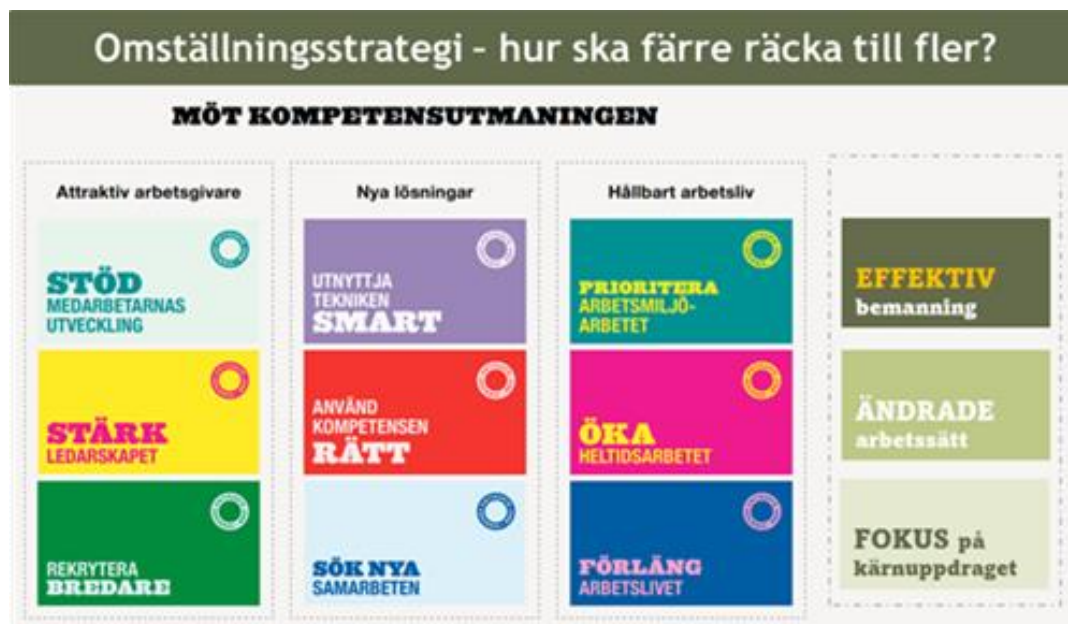 Omställningsstrategi - hur ska färre räcka till fler?
MÖT KOMPETENSUTMANINGEN
Attraktiv arbetsgivare
STÖD
MEDARBETARNAS
UTVECKLING
STÄRK
LEDARSKAPET
REKRYTERA
BREDARE
Nya lösningar
UTNYTTJA
TEKNIKEN
SMART
ANVÄND
KOMPETENSEN
RÄTT
SÖK NYA
SAMARBETEN
Hållbart arbetsliv
PRIORITERA
ARBETSMILJÖ-
ARBETET
ÖKA
HELTIDSARBETET
FÖRLÄNG
ARBETSLIVET
EFFEKTIV
bemanning
ÄNDRADE
arbetssätt
FOKUS på
kärnuppdraget